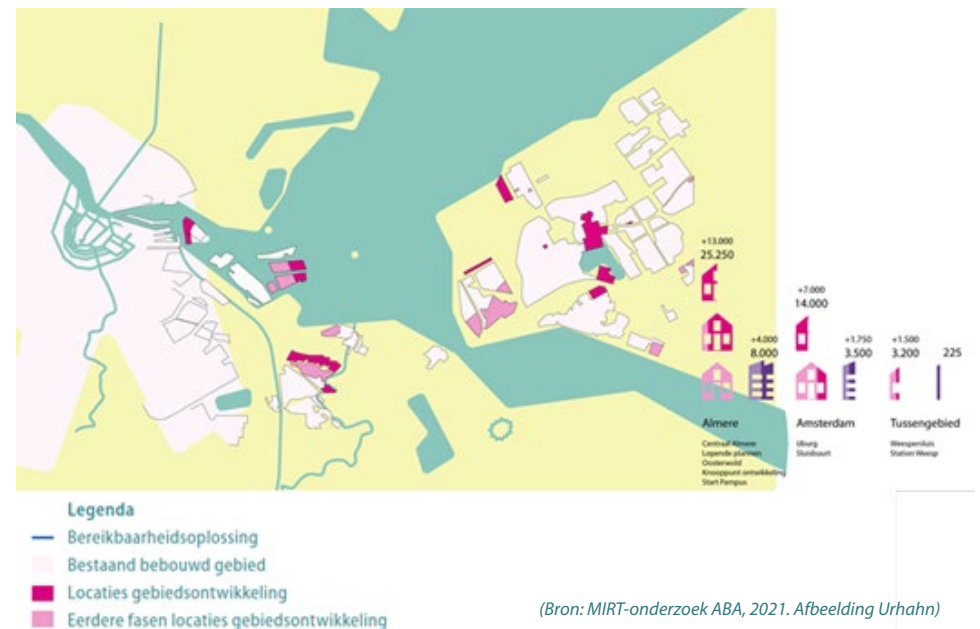 +13.000
25.250
+7.000
14.000
+4.000
8.000
+1.750
3.500
+1.500
3.200
225
Almere
Centraal Almere
Lopende plannen
Oosterwold
Knooppunt ontwikkeling
Start Pampus
Amsterdam
IJburg
Sluisbuurt
Tussengebied
Weespersluis
Station Weesp
Legenda
Bereikbaarheidsoplossing
Bestaand bebouwd gebied
Locaties gebiedsontwikkeling
Eerdere fasen locaties gebiedsontwikkeling
(Bron: MIRT-onderzoek ABA, 2021. Afbeelding Urhahn)